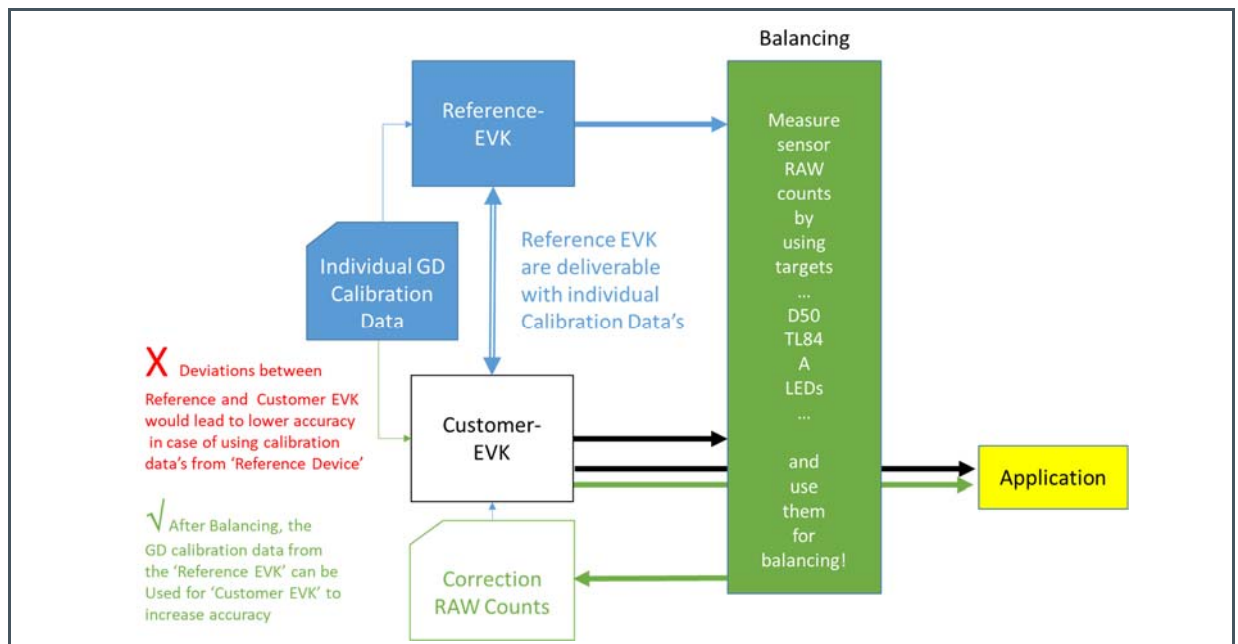 Balancing
Reference-
EVK
Measure
sensor
RAW
counts
by
using
targets
...
D50
TL84
A
LEDs
...
and
use
them
for
balancing!
Individual GD
Calibration
Data
Reference EVK
are deliverable
with individual
Calibration Data's
X Deviations between
Reference and Customer EVK
would lead to lower accuracy
in case of using calibration
data's from 'Reference Device'
Customer-
EVK
Application
√ After Balancing, the
GD calibration data from
the 'Reference EVK' can be
Used for 'Customer EVK' to
increase accuracy
Correction
RAW Counts